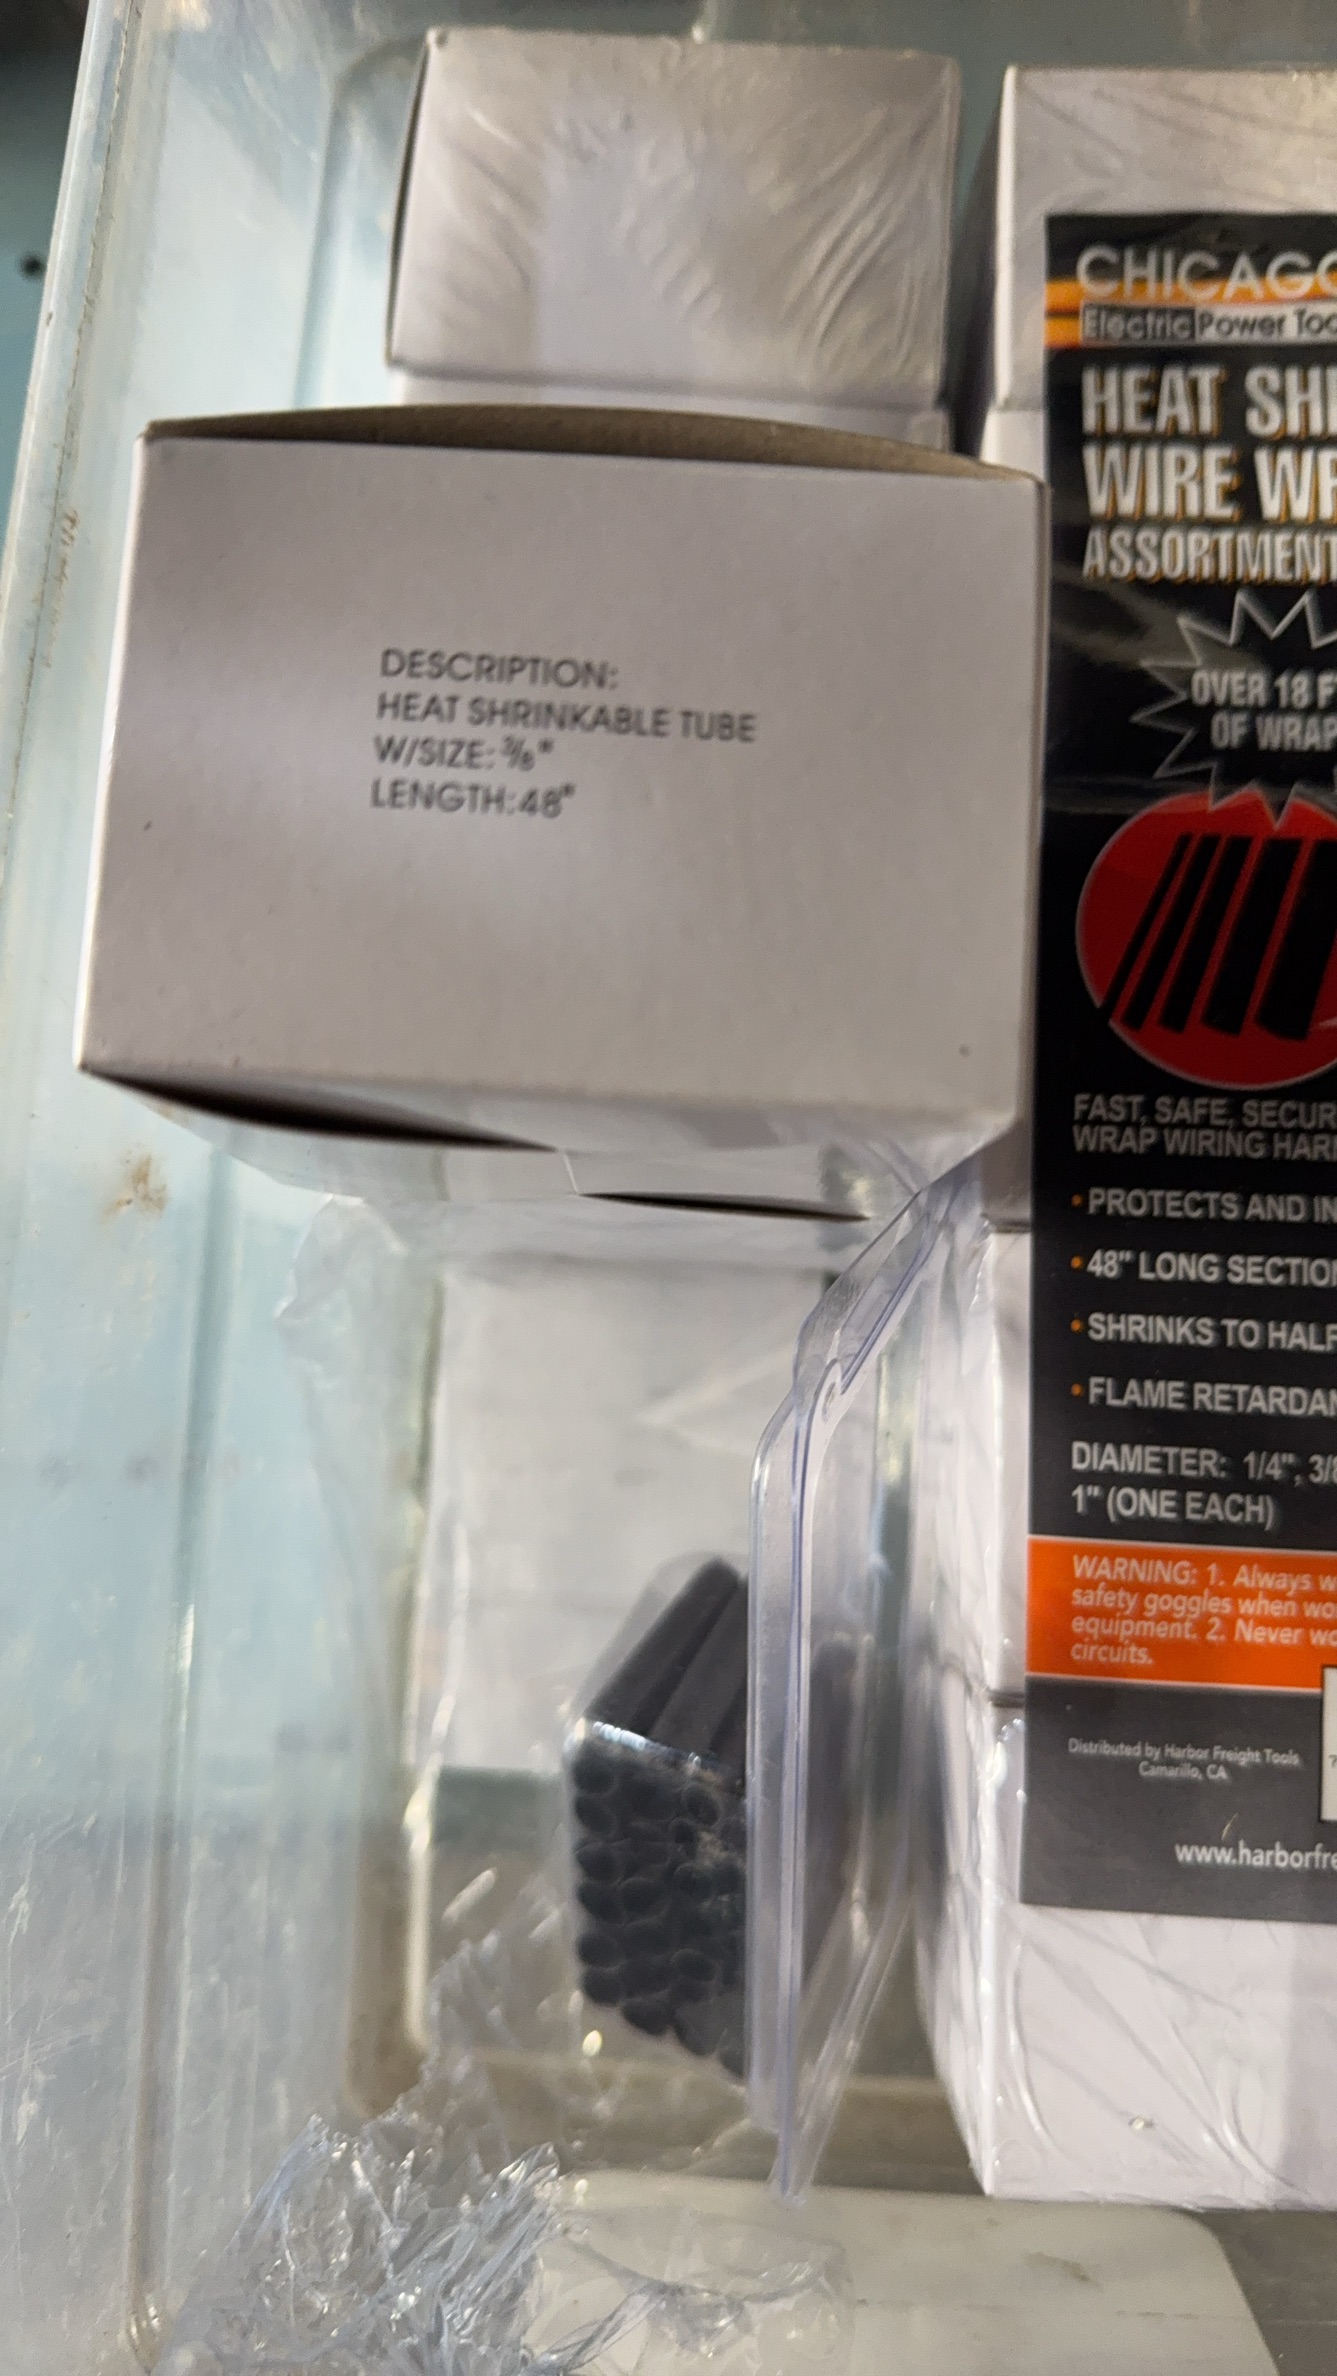 DESCRIPTION:
HEAT SHRINKABLE TUBE
W/SIZE: ⅜"
LENGTH:48"
CHICAGO
Electric Power Too
HEAT SHR
WIRE WR
ASSORTMENT
OVER 18 F
OF WRAP
FAST, SAFE, SECUR
WRAP WIRING HAR
• PROTECTS AND IN
• 48" LONG SECTION
• SHRINKS TO HALF
• FLAME RETARDAN
DIAMETER: 1/4", 3/8
1" (ONE EACH)
WARNING: 1. Always w
safety goggles when wo
equipment. 2. Never wo
circuits.
Distributed by Harbor Freight Tools
Camarillo, CA
www.harborfre